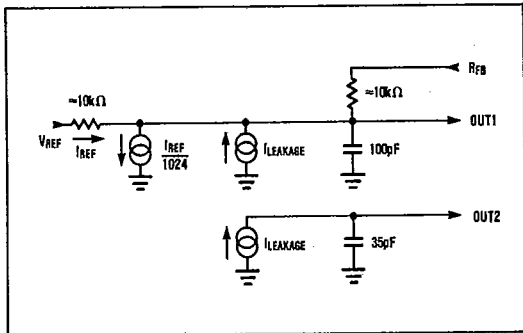 RFB
≈10kΩ
≈10kΩ
OUT1
VREF
IREF
IREF
1024
ILEAKAGE
100pF
OUT2
ILEAKAGE
35pF